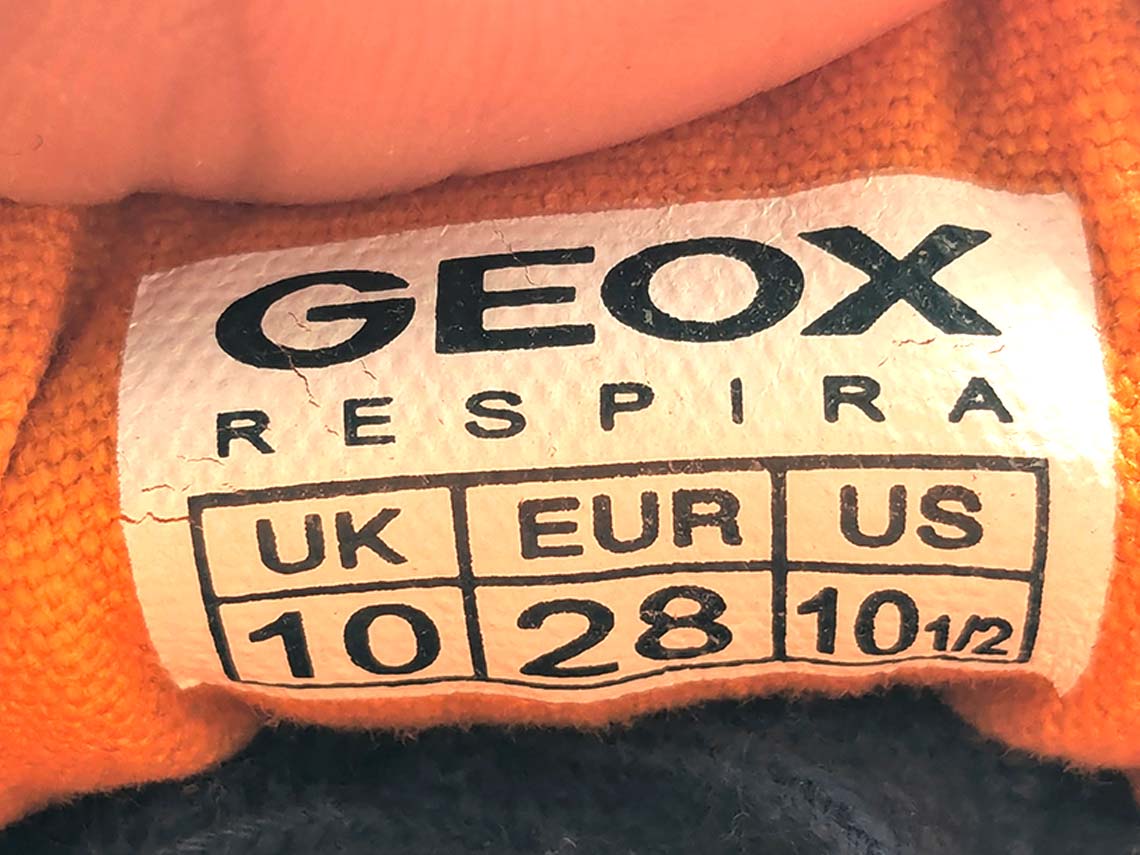 GEOX
RESPIRA
UK EUR US
10 28 10 1/2